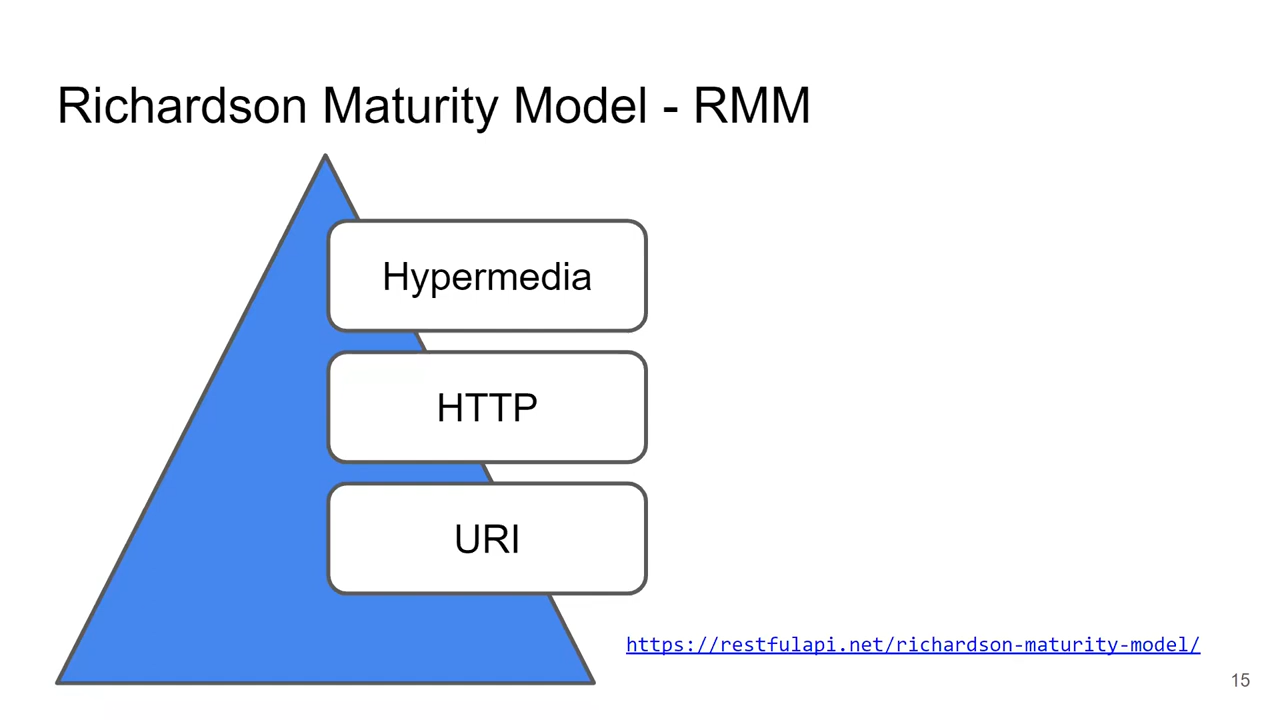 Richardson Maturity Model - RMM
Hypermedia
HTTP
URI
https://restfulapi.net/richardson-maturity-model/
15